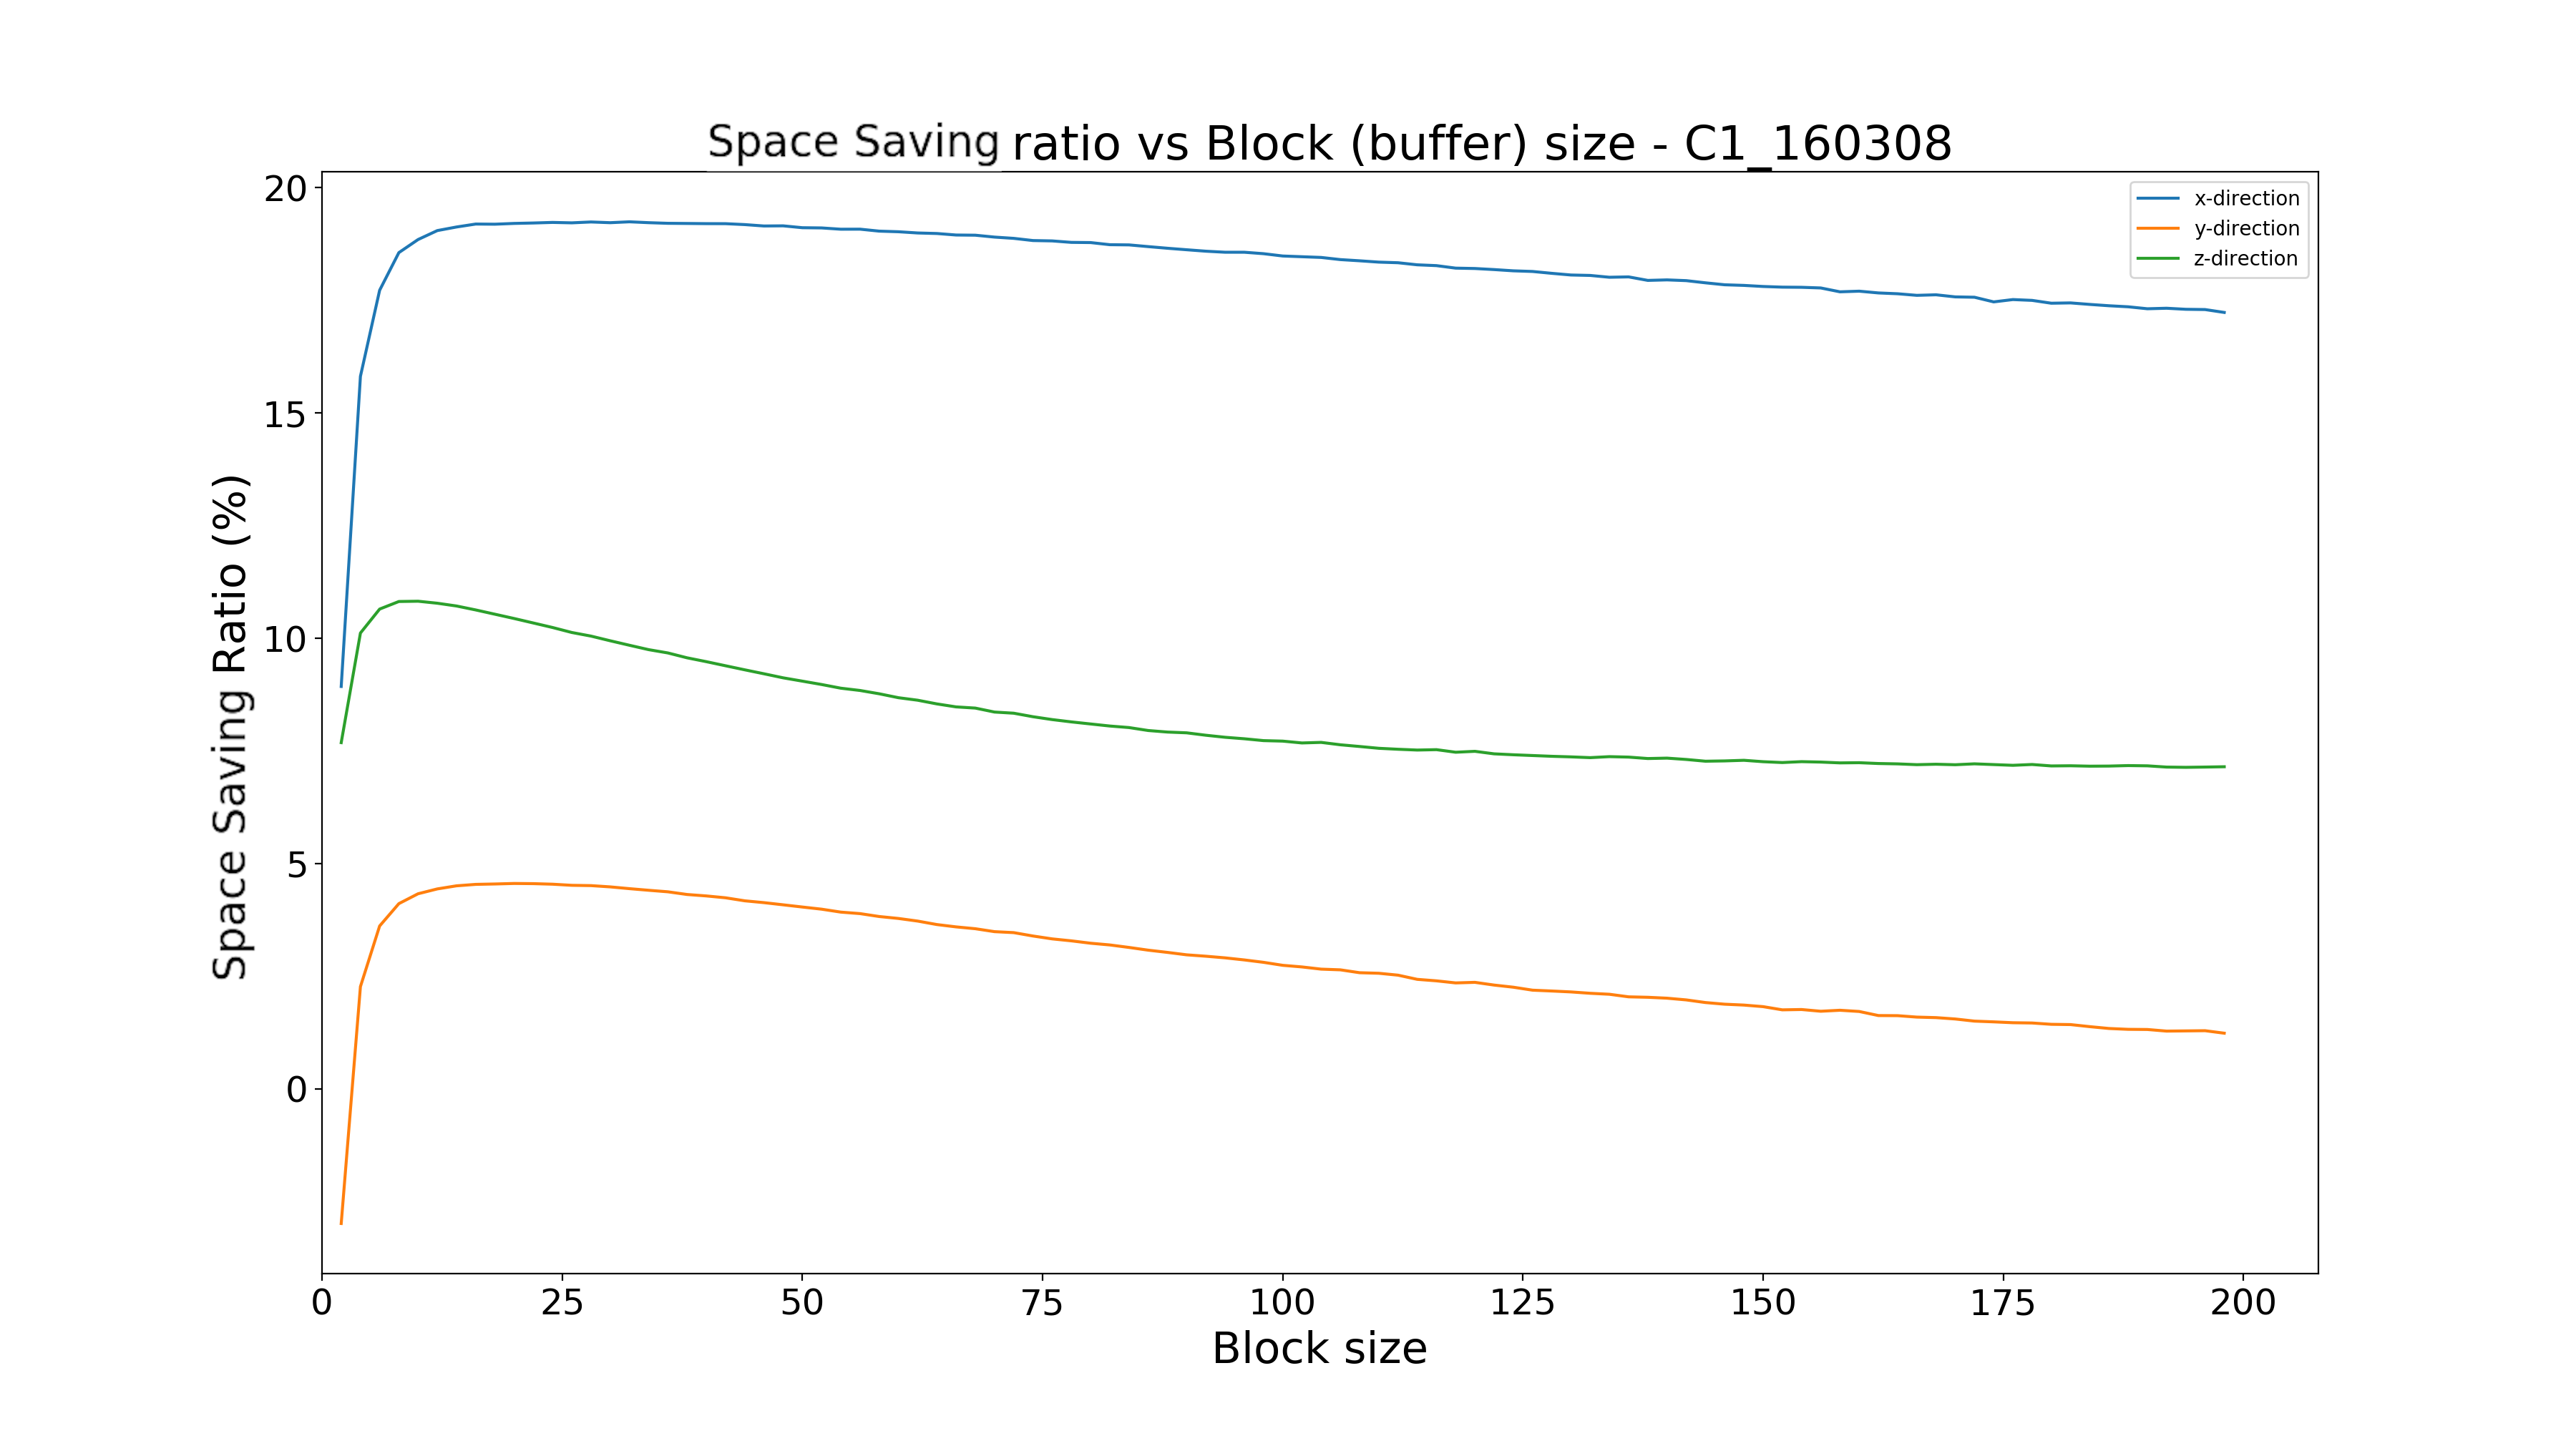 Space Saving ratio vs Block (buffer) size - C1_160308
20
15
10
5
0
Space Saving Ratio (%)
x-direction
y-direction
z-direction
0 25 50 75 100 125 150 175 200
Block size